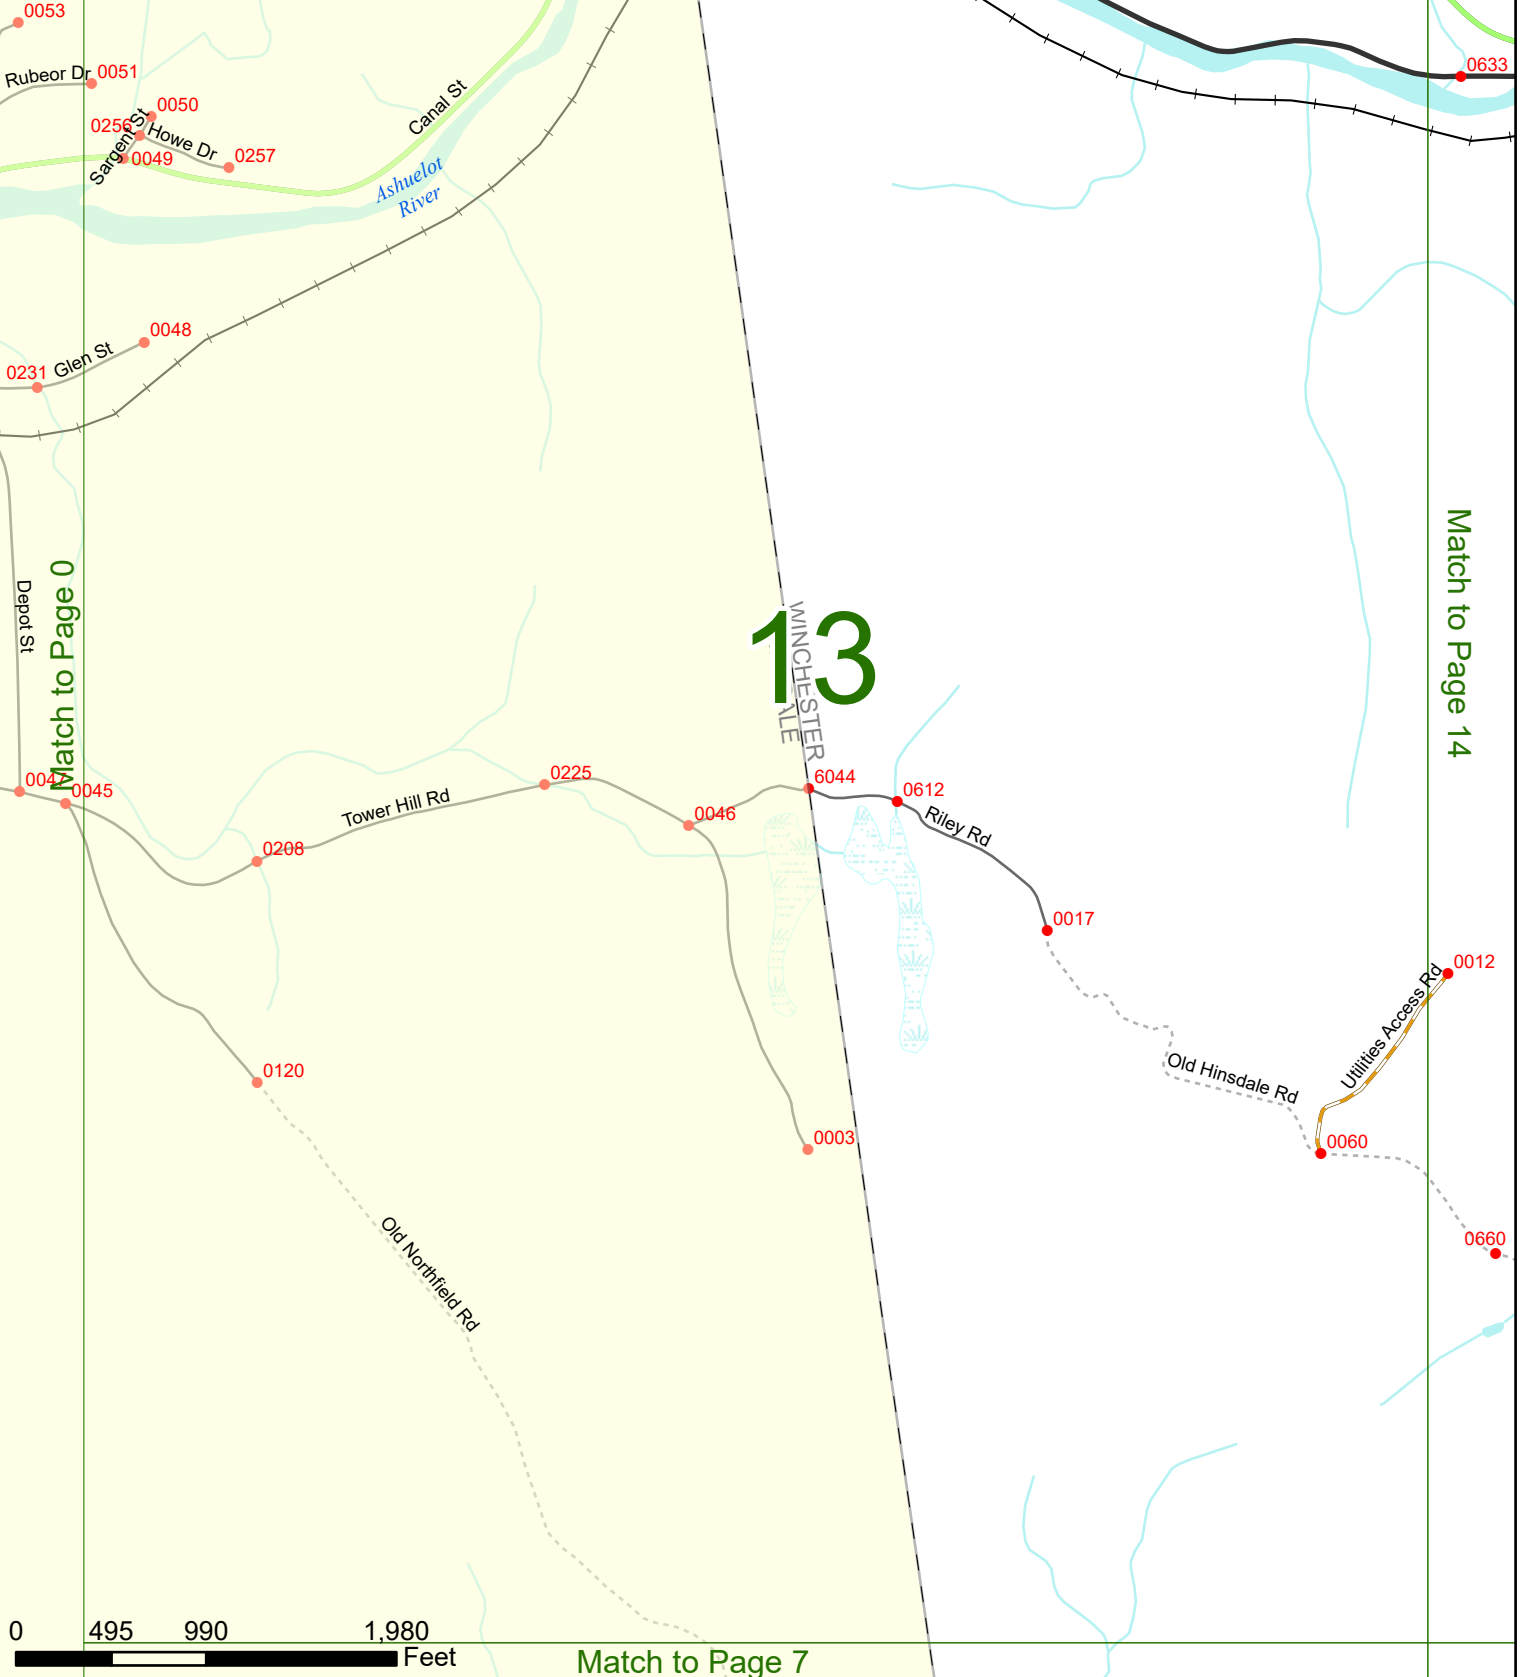 0053
0633
Rubeor Dr
0051
0050
Canal St
0256
Sargent St
Howe Dr
0049
0257
Ashuelot
River
0048
Glen St
0231
Match to Page 14
Depot St
Match to Page 0
13
WINCHESTER
ALE
6044
0225
0047
0045
0612
Tower Hill Rd
0046
Riley Rd
0208
0017
0012
Utilities Access Rd
Old Hinsdale Rd
0120
0003
0060
0660
Old Northfield Rd
0 495 990 1,980
Feet
Match to Page 7